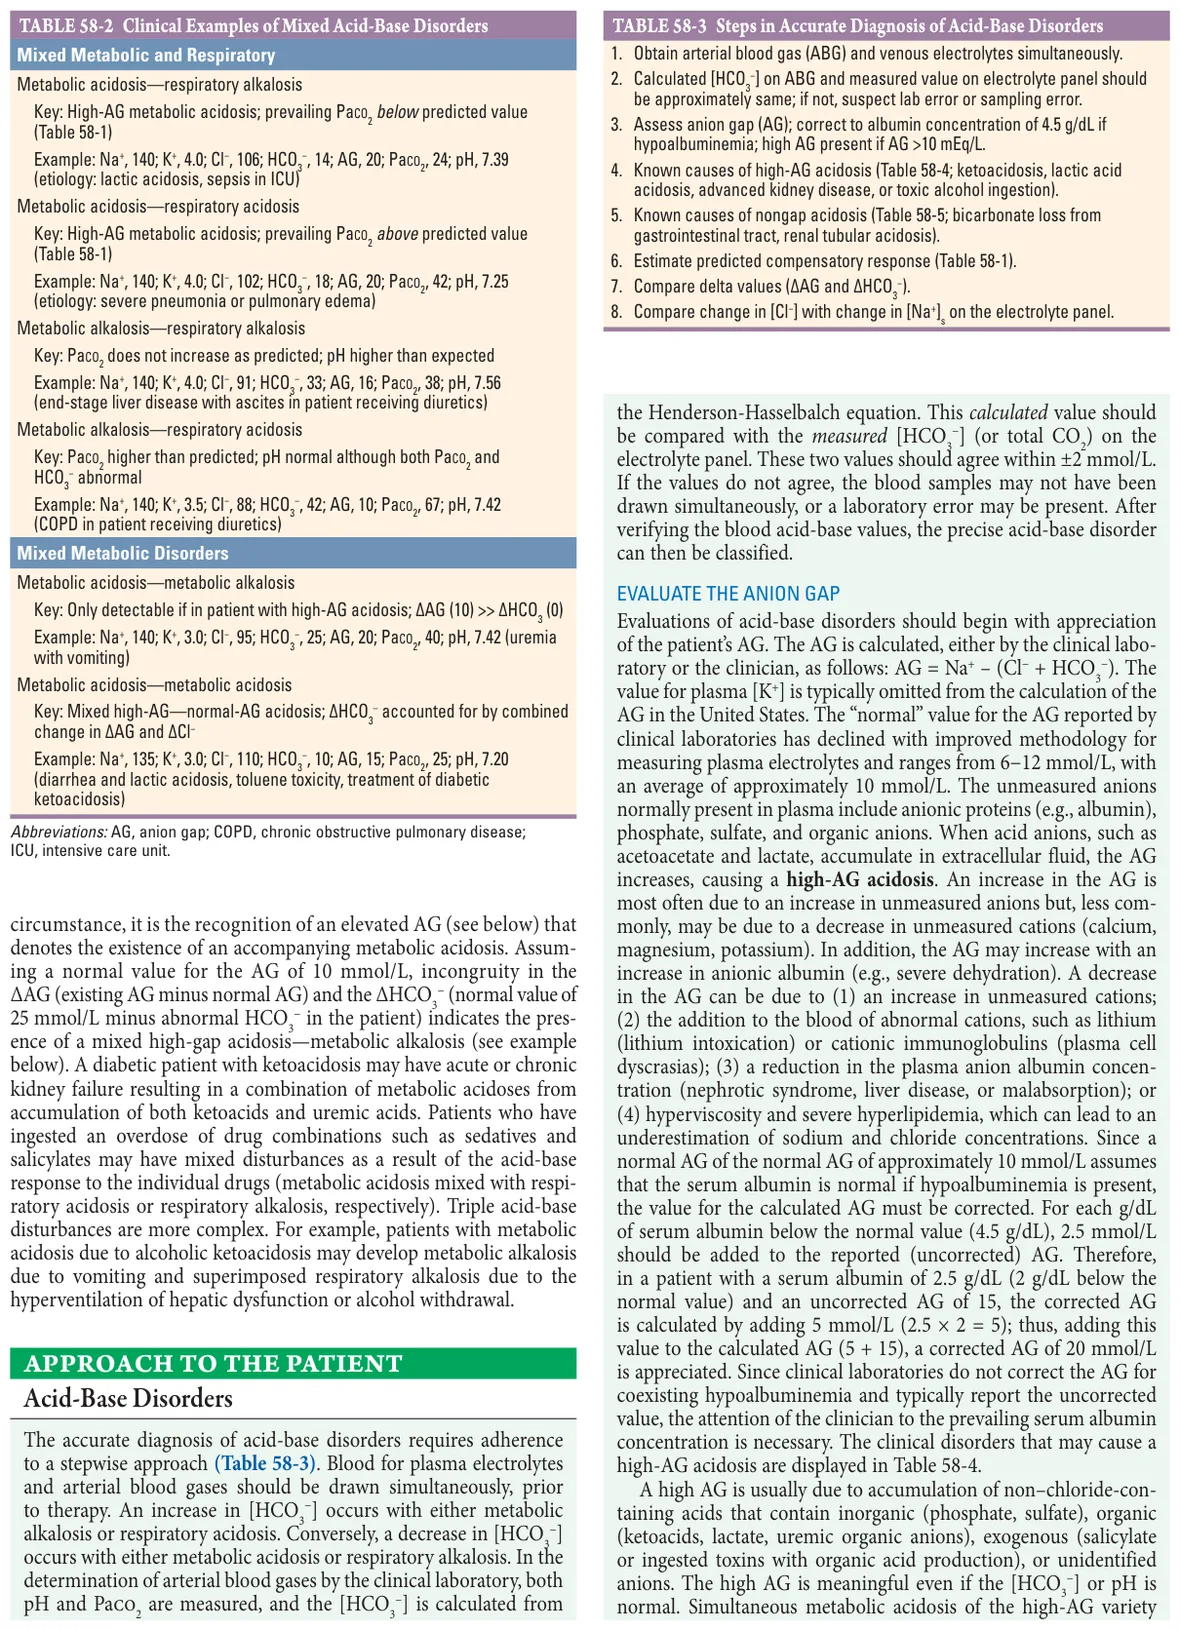 TABLE 58-2 Clinical Examples of Mixed Acid-Base Disorders
Mixed Metabolic and Respiratory
Metabolic acidosis—respiratory alkalosis
Key: High-AG metabolic acidosis; prevailing Paco₂ below predicted value
(Table 58-1)
Example: Na⁺, 140; K⁺, 4.0; Cl⁻, 106; HCO₃⁻, 14; AG, 20; Paco₂, 24; pH, 7.39
(etiology: lactic acidosis, sepsis in ICU)
Metabolic acidosis—respiratory acidosis
Key: High-AG metabolic acidosis; prevailing Paco₂ above predicted value
(Table 58-1)
Example: Na⁺, 140; K⁺, 4.0; Cl⁻, 102; HCO₃⁻, 18; AG, 20; Paco₂, 42; pH, 7.25
(etiology: severe pneumonia or pulmonary edema)
Metabolic alkalosis—respiratory alkalosis
Key: Paco₂ does not increase as predicted; pH higher than expected
Example: Na⁺, 140; K⁺, 4.0; Cl⁻, 91; HCO₃⁻, 33; AG, 16; Paco₂, 38; pH, 7.56
(end-stage liver disease with ascites in patient receiving diuretics)
Metabolic alkalosis—respiratory acidosis
Key: Paco₂ higher than predicted; pH normal although both Paco₂ and
HCO₃⁻ abnormal
Example: Na⁺, 140; K⁺, 3.5; Cl⁻, 88; HCO₃⁻, 42; AG, 10; Paco₂, 67; pH, 7.42
(COPD in patient receiving diuretics)
Mixed Metabolic Disorders
Metabolic acidosis—metabolic alkalosis
Key: Only detectable if in patient with high-AG acidosis; ΔAG (10) >> ΔHCO₃ (0)
Example: Na⁺, 140; K⁺, 3.0; Cl⁻, 95; HCO₃⁻, 25; AG, 20; Paco₂, 40; pH, 7.42 (uremia
with vomiting)
Metabolic acidosis—metabolic acidosis
Key: Mixed high-AG—normal-AG acidosis; ΔHCO₃⁻ accounted for by combined
change in ΔAG and ΔCl⁻
Example: Na⁺, 135; K⁺, 3.0; Cl⁻, 110; HCO₃⁻, 10; AG, 15; Paco₂, 25; pH, 7.20
(diarrhea and lactic acidosis, toluene toxicity, treatment of diabetic
ketoacidosis)
Abbreviations: AG, anion gap; COPD, chronic obstructive pulmonary disease;
ICU, intensive care unit.
circumstance, it is the recognition of an elevated AG (see below) that
denotes the existence of an accompanying metabolic acidosis. Assum-
ing a normal value for the AG of 10 mmol/L, incongruity in the
ΔAG (existing AG minus normal AG) and the ΔHCO₃⁻ (normal value of
25 mmol/L minus abnormal HCO₃⁻ in the patient) indicates the pres-
ence of a mixed high-gap acidosis—metabolic alkalosis (see example
below). A diabetic patient with ketoacidosis may have acute or chronic
kidney failure resulting in a combination of metabolic acidoses from
accumulation of both ketoacids and uremic acids. Patients who have
ingested an overdose of drug combinations such as sedatives and
salicylates may have mixed disturbances as a result of the acid-base
response to the individual drugs (metabolic acidosis mixed with respi-
ratory acidosis or respiratory alkalosis, respectively). Triple acid-base
disturbances are more complex. For example, patients with metabolic
acidosis due to alcoholic ketoacidosis may develop metabolic alkalosis
due to vomiting and superimposed respiratory alkalosis due to the
hyperventilation of hepatic dysfunction or alcohol withdrawal.
APPROACH TO THE PATIENT
Acid-Base Disorders
The accurate diagnosis of acid-base disorders requires adherence
to a stepwise approach (Table 58-3). Blood for plasma electrolytes
and arterial blood gases should be drawn simultaneously, prior
to therapy. An increase in [HCO₃⁻] occurs with either metabolic
alkalosis or respiratory acidosis. Conversely, a decrease in [HCO₃⁻]
occurs with either metabolic acidosis or respiratory alkalosis. In the
determination of arterial blood gases by the clinical laboratory, both
pH and Paco₂ are measured, and the [HCO₃⁻] is calculated from
TABLE 58-3 Steps in Accurate Diagnosis of Acid-Base Disorders
1. Obtain arterial blood gas (ABG) and venous electrolytes simultaneously.
2. Calculated [HCO₃⁻] on ABG and measured value on electrolyte panel should
be approximately same; if not, suspect lab error or sampling error.
3. Assess anion gap (AG); correct to albumin concentration of 4.5 g/dL if
hypoalbuminemia; high AG present if AG >10 mEq/L.
4. Known causes of high-AG acidosis (Table 58-4; ketoacidosis, lactic acid
acidosis, advanced kidney disease, or toxic alcohol ingestion).
5. Known causes of nongap acidosis (Table 58-5; bicarbonate loss from
gastrointestinal tract, renal tubular acidosis).
6. Estimate predicted compensatory response (Table 58-1).
7. Compare delta values (ΔAG and ΔHCO₃⁻).
8. Compare change in [Cl⁻] with change in [Na⁺]ₛ on the electrolyte panel.
the Henderson-Hasselbalch equation. This calculated value should
be compared with the measured [HCO₃⁻] (or total CO₂) on the
electrolyte panel. These two values should agree within ±2 mmol/L.
If the values do not agree, the blood samples may not have been
drawn simultaneously, or a laboratory error may be present. After
verifying the blood acid-base values, the precise acid-base disorder
can then be classified.
EVALUATE THE ANION GAP
Evaluations of acid-base disorders should begin with appreciation
of the patient’s AG. The AG is calculated, either by the clinical labo-
ratory or the clinician, as follows: AG = Na⁺ – (Cl⁻ + HCO₃⁻). The
value for plasma [K⁺] is typically omitted from the calculation of the
AG in the United States. The “normal” value for the AG reported by
clinical laboratories has declined with improved methodology for
measuring plasma electrolytes and ranges from 6–12 mmol/L, with
an average of approximately 10 mmol/L. The unmeasured anions
normally present in plasma include anionic proteins (e.g., albumin),
phosphate, sulfate, and organic anions. When acid anions, such as
acetoacetate and lactate, accumulate in extracellular fluid, the AG
increases, causing a high-AG acidosis. An increase in the AG is
most often due to an increase in unmeasured anions but, less com-
monly, may be due to a decrease in unmeasured cations (calcium,
magnesium, potassium). In addition, the AG may increase with an
increase in anionic albumin (e.g., severe dehydration). A decrease
in the AG can be due to (1) an increase in unmeasured cations;
(2) the addition to the blood of abnormal cations, such as lithium
(lithium intoxication) or cationic immunoglobulins (plasma cell
dyscrasias); (3) a reduction in the plasma anion albumin concen-
tration (nephrotic syndrome, liver disease, or malabsorption); or
(4) hyperviscosity and severe hyperlipidemia, which can lead to an
underestimation of sodium and chloride concentrations. Since a
normal AG of the normal AG of approximately 10 mmol/L assumes
that the serum albumin is normal if hypoalbuminemia is present,
the value for the calculated AG must be corrected. For each g/dL
of serum albumin below the normal value (4.5 g/dL), 2.5 mmol/L
should be added to the reported (uncorrected) AG. Therefore,
in a patient with a serum albumin of 2.5 g/dL (2 g/dL below the
normal value) and an uncorrected AG of 15, the corrected AG
is calculated by adding 5 mmol/L (2.5 × 2 = 5); thus, adding this
value to the calculated AG (5 + 15), a corrected AG of 20 mmol/L
is appreciated. Since clinical laboratories do not correct the AG for
coexisting hypoalbuminemia and typically report the uncorrected
value, the attention of the clinician to the prevailing serum albumin
concentration is necessary. The clinical disorders that may cause a
high-AG acidosis are displayed in Table 58-4.
A high AG is usually due to accumulation of non–chloride-con-
taining acids that contain inorganic (phosphate, sulfate), organic
(ketoacids, lactate, uremic organic anions), exogenous (salicylate
or ingested toxins with organic acid production), or unidentified
anions. The high AG is meaningful even if the [HCO₃⁻] or pH is
normal. Simultaneous metabolic acidosis of the high-AG variety